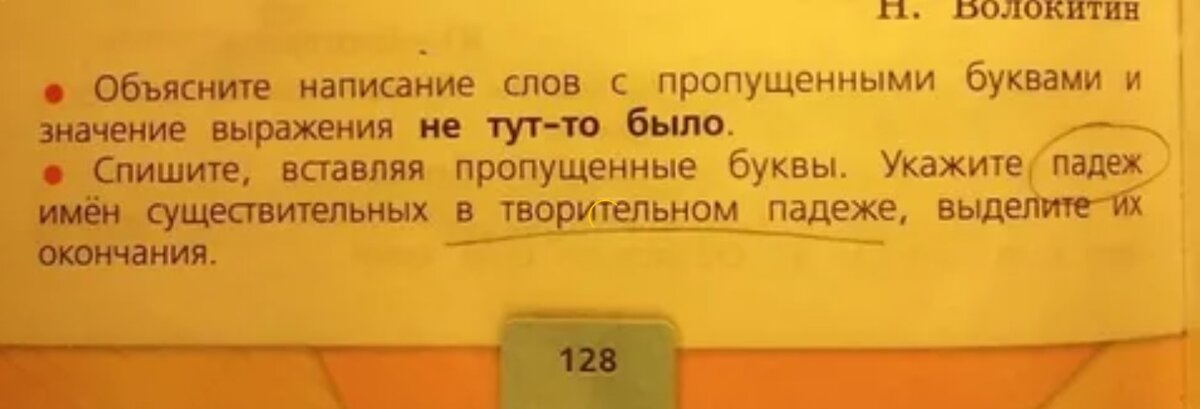 Н. Волокитин
• Объясните написание слов с пропущенными буквами и
значение выражения не тут-то было.
• Спишите, вставляя пропущенные буквы. Укажите падеж
имён существительных в творительном падеже, выделите их
окончания.
128